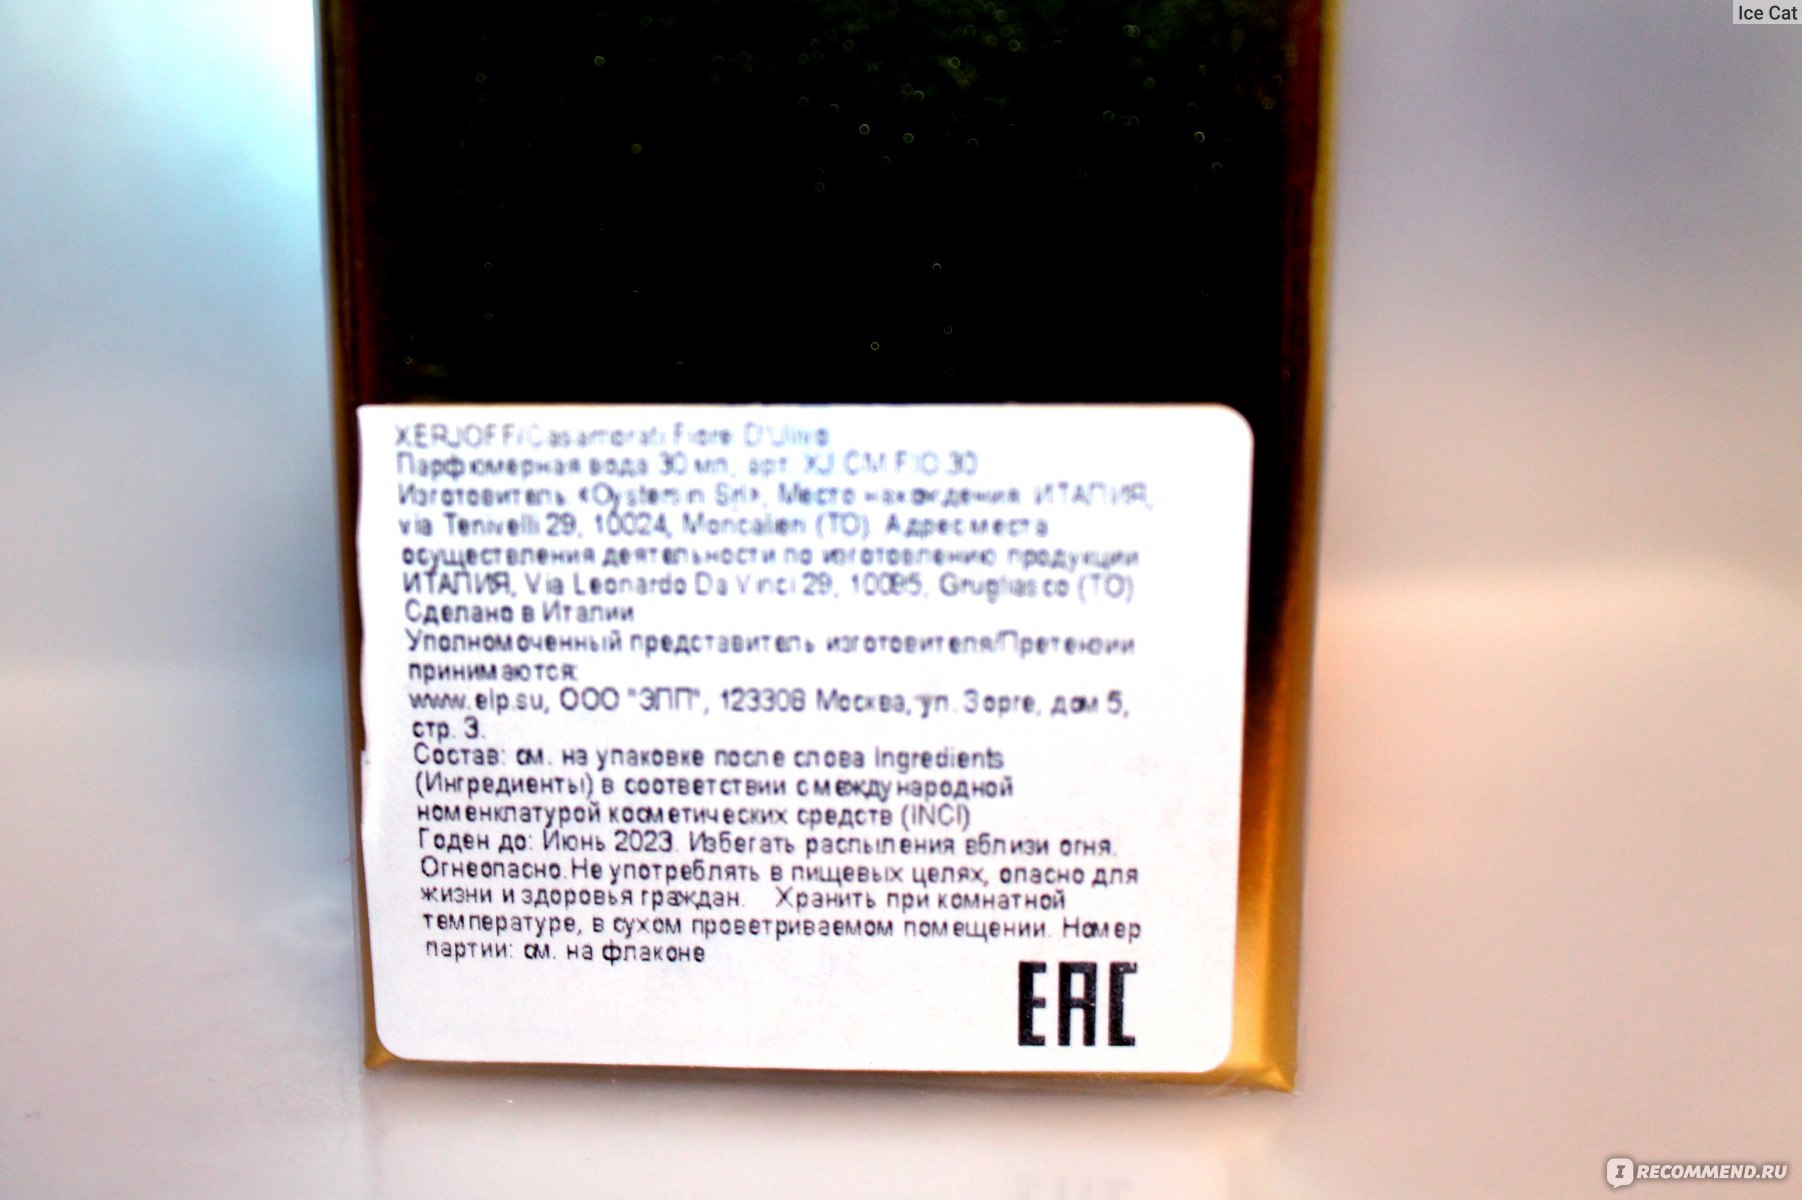 Ice Cat
XERJOFF/Casamorati Fiore D'Ulivo
Парфюмерная вода 30 мл, арт. XJ.CM.FIO.30
Изготовитель «Oystersin Srl», Место нахождения: ИТАЛИЯ,
via Tenivelli 29, 10024, Moncalieri (TO). Адрес места
осуществления деятельности по изготовлению продукции
ИТАЛИЯ, Via Leonardo Da Vinci 29, 10095, Grugliasco (TO)
Сделано в Италии
Уполномоченный представитель изготовителя/Претензии
принимаются:
www.elp.su, ООО "ЭПП", 123308 Москва, ул. Зорге, дом 5,
стр. 3.
Состав: см. на упаковке после слова Ingredients
(Ингредиенты) в соответствии с международной
номенклатурой косметических средств (INCI)
Годен до: Июнь 2023. Избегать распыления вблизи огня.
Огнеопасно. Не употреблять в пищевых целях, опасно для
жизни и здоровья граждан. Хранить при комнатной
температуре, в сухом проветриваемом помещении. Номер
партии: см. на флаконе
EAC
IRECOMMEND.RU